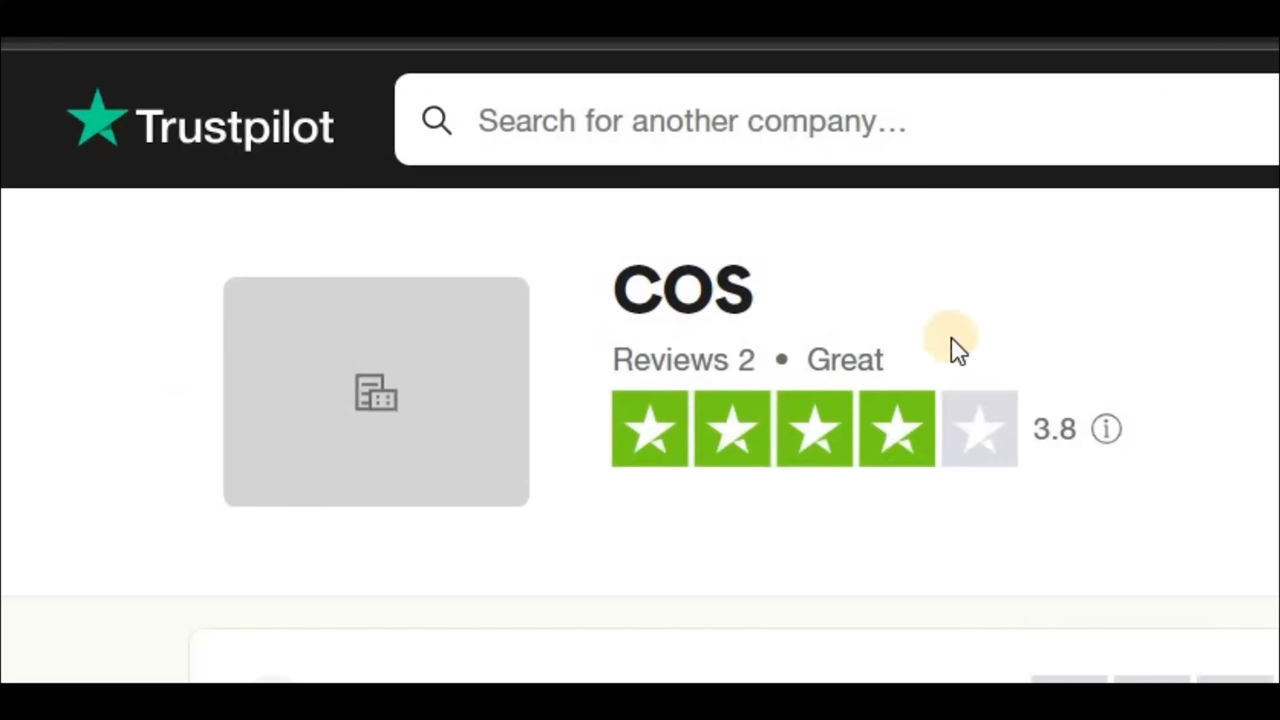 Trustpilot
Search for another company…
COS
Reviews 2 • Great
3.8